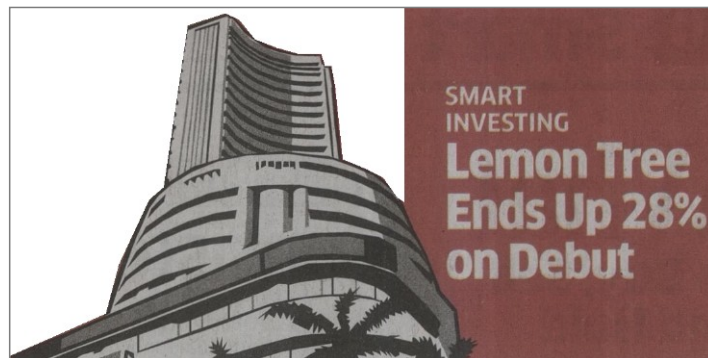 SMART
INVESTING
Lemon Tree
Ends Up 28%
on Debut